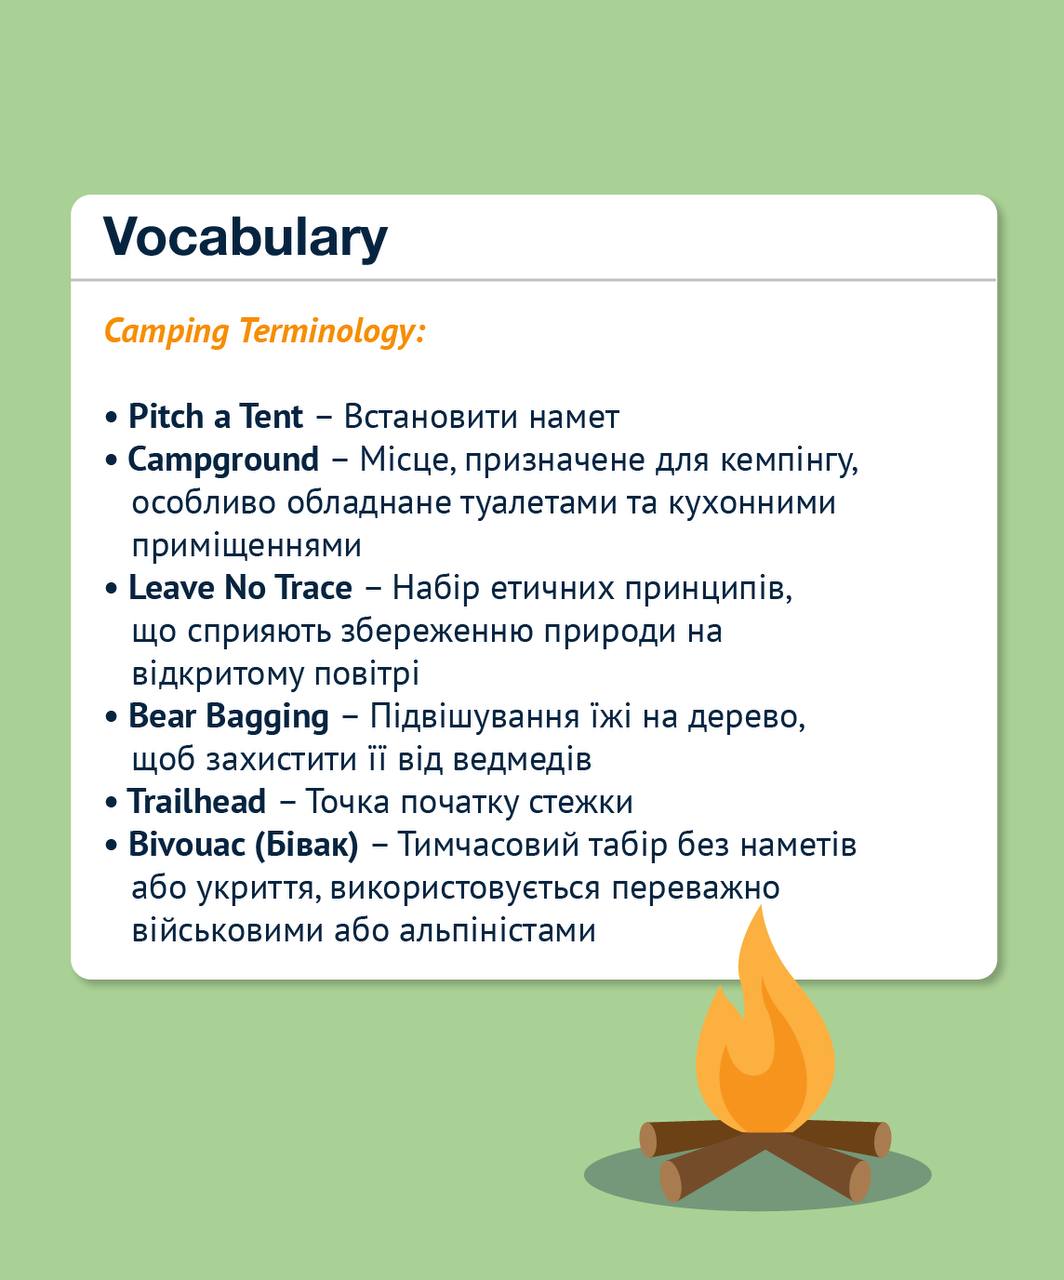 Vocabulary
Camping Terminology:
• Pitch a Tent – Встановити намет
• Campground – Місце, призначене для кемпінгу,
особливо обладнане туалетами та кухонними
приміщеннями
• Leave No Trace – Набір етичних принципів,
що сприяють збереженню природи на
відкритому повітрі
• Bear Bagging – Підвішування їжі на дерево,
щоб захистити її від ведмедів
• Trailhead – Точка початку стежки
• Bivouac (Бівак) – Тимчасовий табір без наметів
або укриття, використовується переважно
військовими або альпіністами